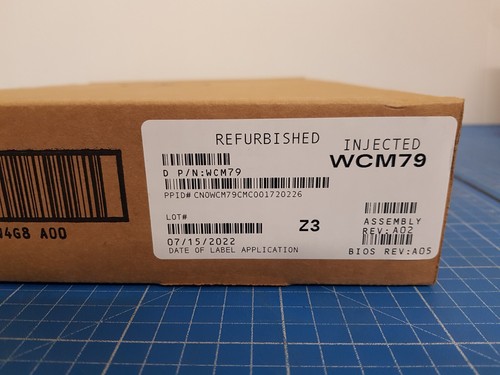 REFURBISHED
INJECTED
WCM79
D P/N:WCM79
PPID# CN0WCM79CMC001720226
LOT#
Z3
07/15/2022
DATE OF LABEL APPLICATION
ASSEMBLY
REV:A02
BIOS REV:A05
4G8 A00